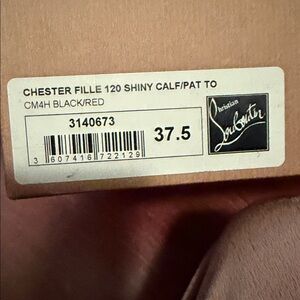 CHESTER FILLE 120 SHINY CALF/PAT TO
CM4H BLACK/RED
3140673
3 607416 722129
37.5
Christian
Louboutin